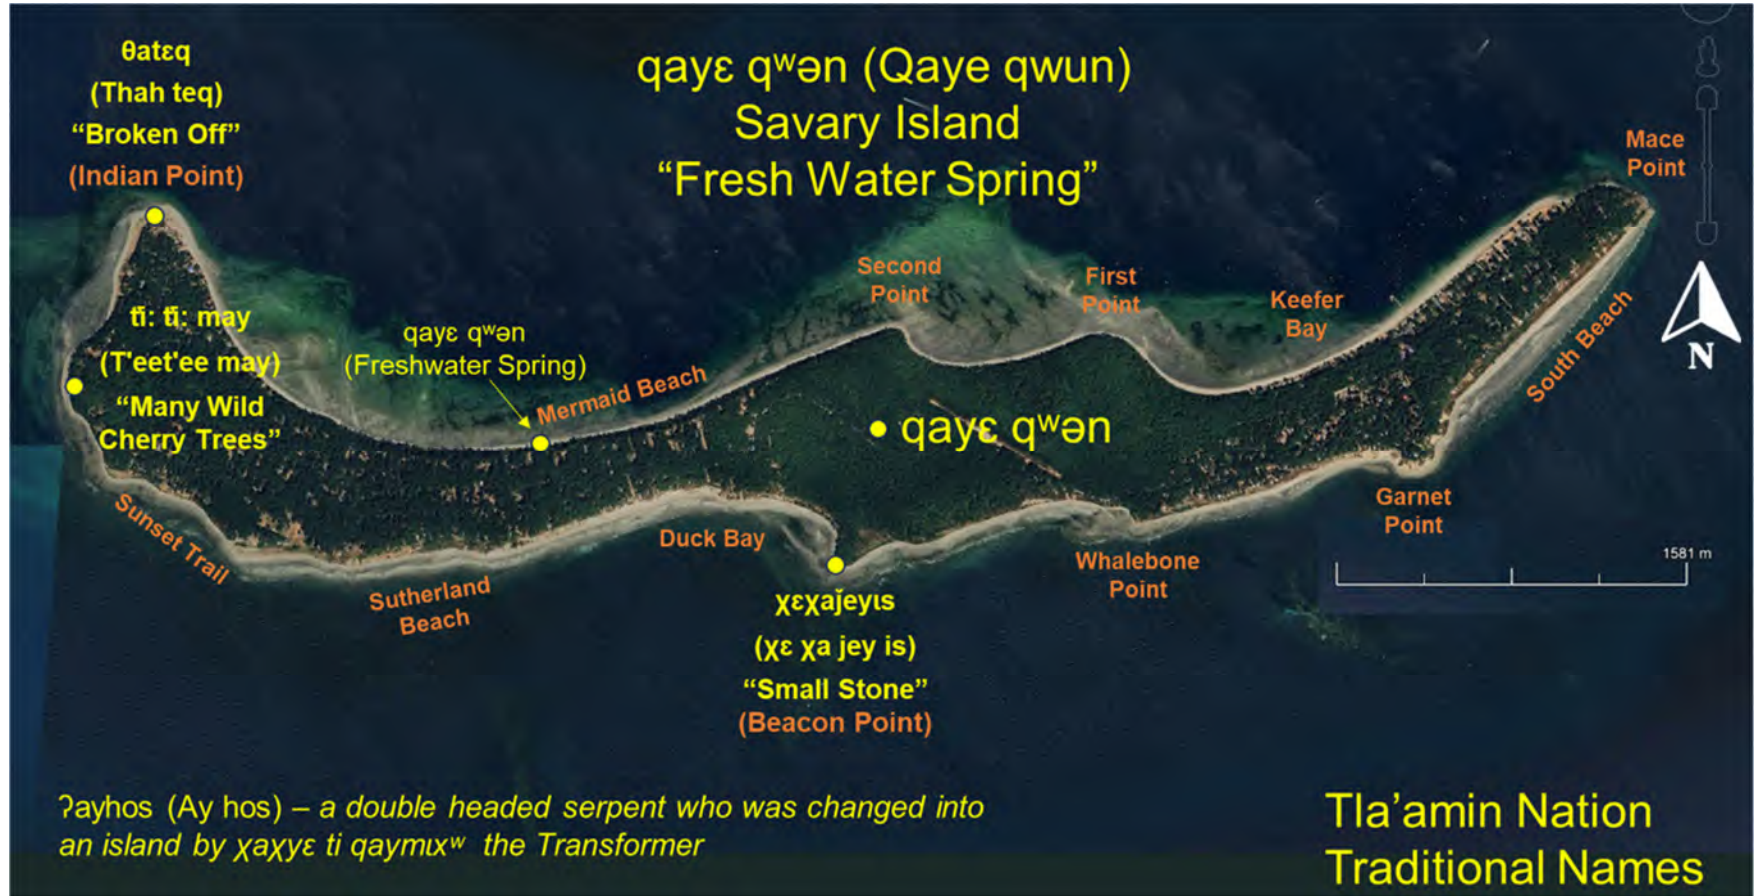 θatɛq
(Thah teq)
“Broken Off”
(Indian Point)
qayɛ qʷən (Qaye qwun)
Savary Island
“Fresh Water Spring”
Mace
Point
Second
Point
First
Point
Keefer
Bay
may
(T'eet'ee may)
“Many Wild
Cherry Trees”
qayɛ qʷən
(Freshwater Spring)
Mermaid Beach
South Beach
N
qayɛ qʷən
Sunset Trail
Sutherland
Beach
Duck Bay
Whalebone
Point
Garnet
Point
1581 m
χɛχaǰeyɩs
(χɛ χa jey is)
“Small Stone”
(Beacon Point)
ʔayhos (Ay hos) – a double headed serpent who was changed into
an island by χaχyɛ ti qaymɩxʷ the Transformer
Tla’amin Nation
Traditional Names